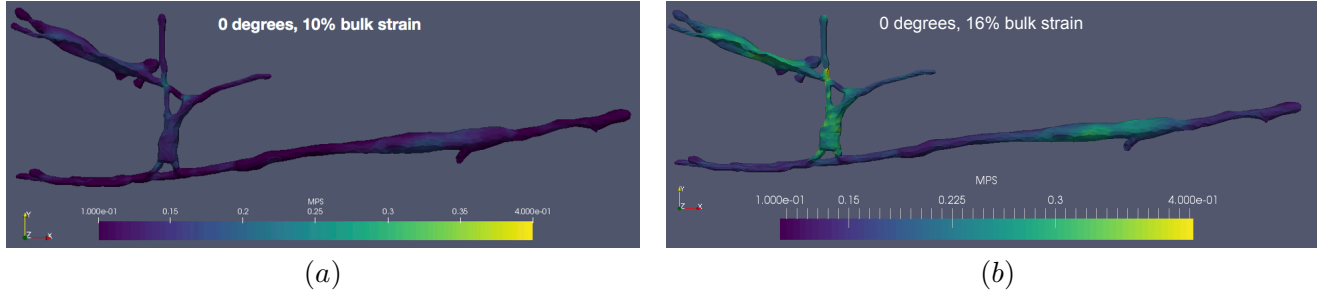 0 degrees, 10% bulk strain
MPS
1.000e-01 0.15 0.2 0.25 0.3 0.35 4.000e-01
Y
Z X
(a)
0 degrees, 16% bulk strain
MPS
1.000e-01 0.15 0.225 0.3 4.000e-01
Y
Z X
(b)